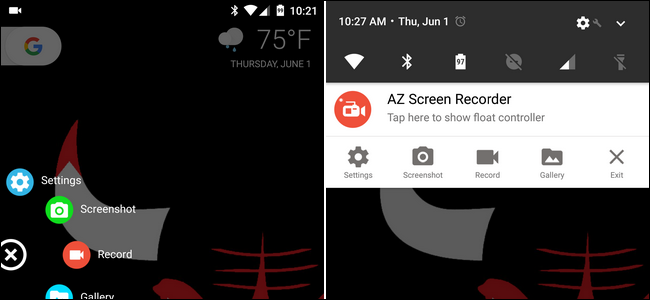 10:21
G
75°F
THURSDAY, JUNE 1
Settings
Screenshot
Record
Gallery
10:27 AM • Thu, Jun 1
97
AZ Screen Recorder
Tap here to show float controller
Settings Screenshot Record Gallery Exit